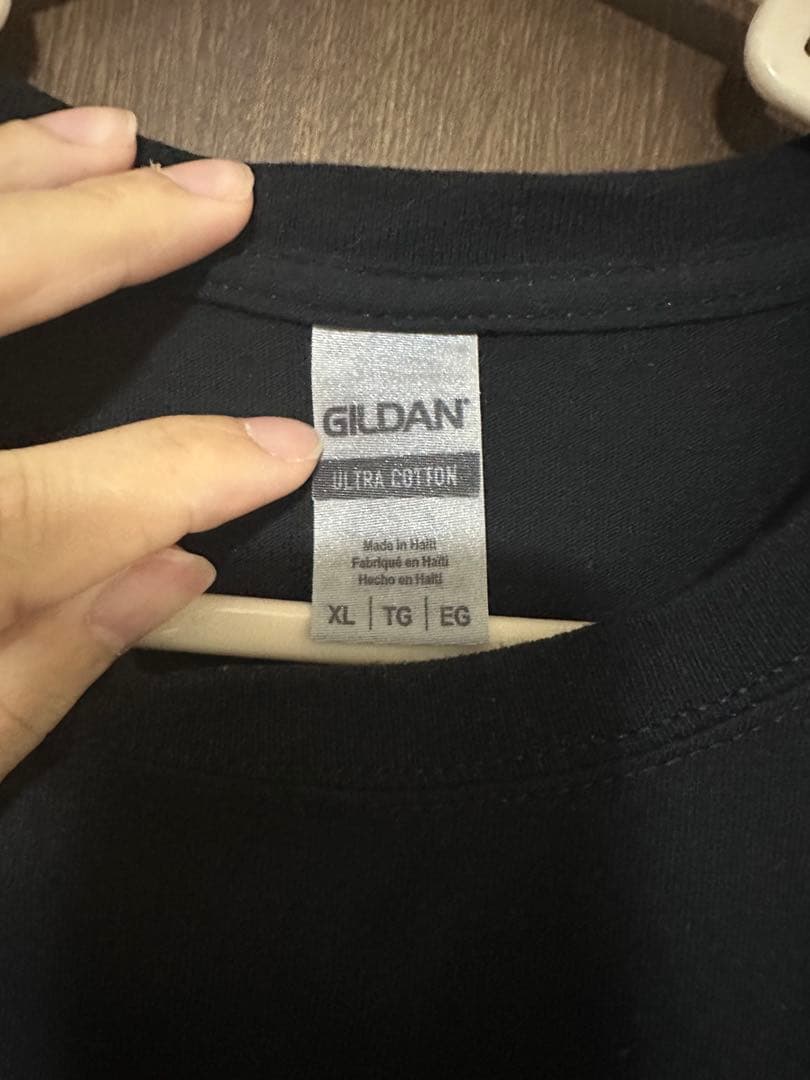 GILDAN®
ULTRA COTTON
Made in Haiti
Fabriqué en Haïti
Hecho en Haití
XL | TG | EG